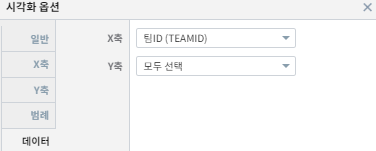 시각화 옵션
일반
X축
Y축
범례
데이터
X축 팀ID (TEAMID)
Y축 모두 선택